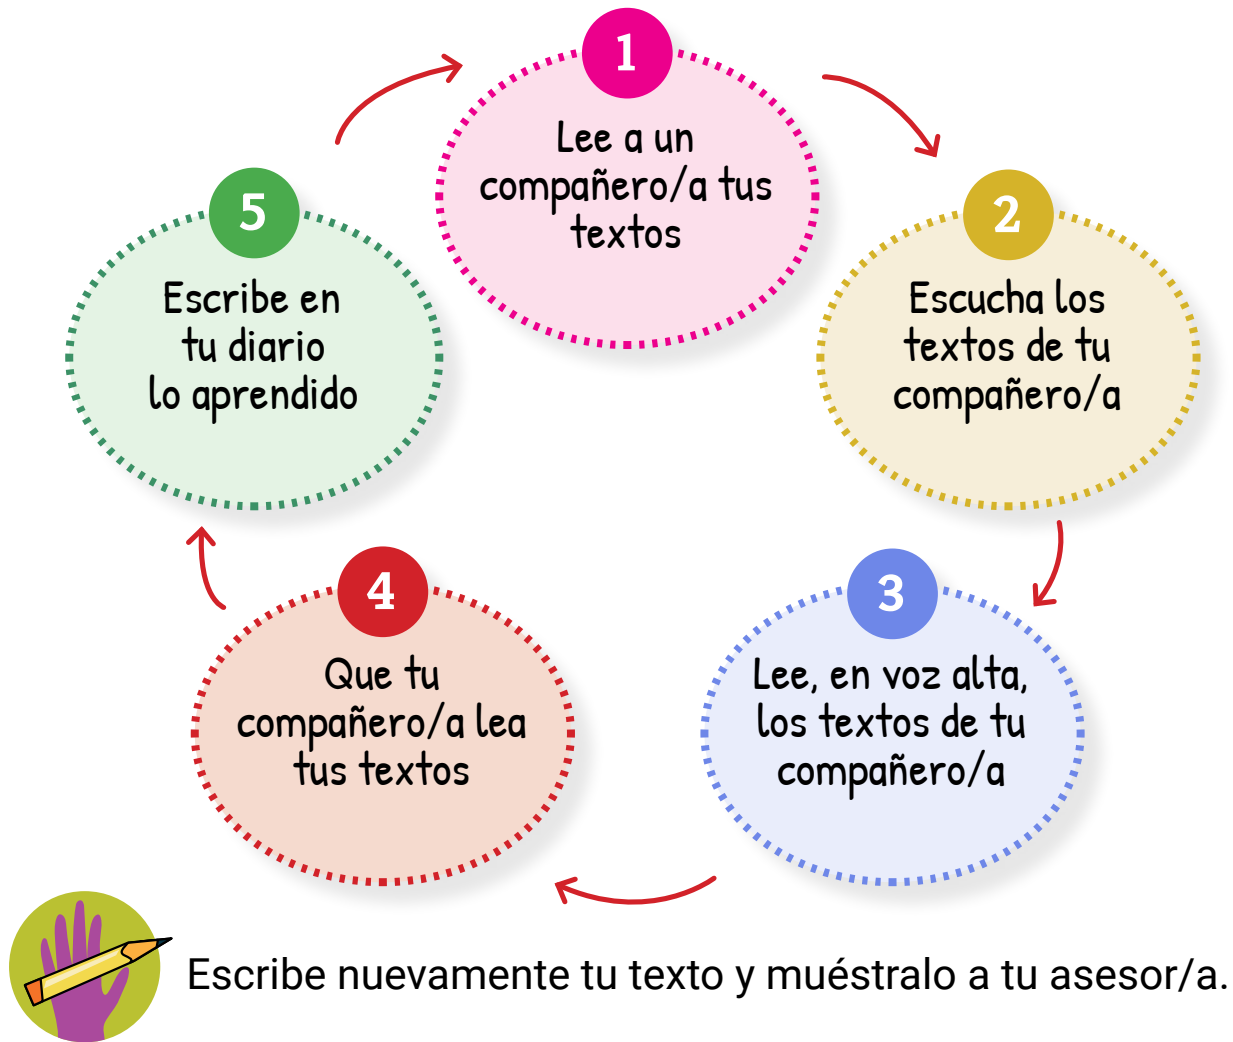 1
Lee a un
compañero/a tus
textos
2
Escucha los
textos de tu
compañero/a
3
Lee, en voz alta,
los textos de tu
compañero/a
4
Que tu
compañero/a lea
tus textos
5
Escribe en
tu diario
lo aprendido
Escribe nuevamente tu texto y muéstralo a tu asesor/a.